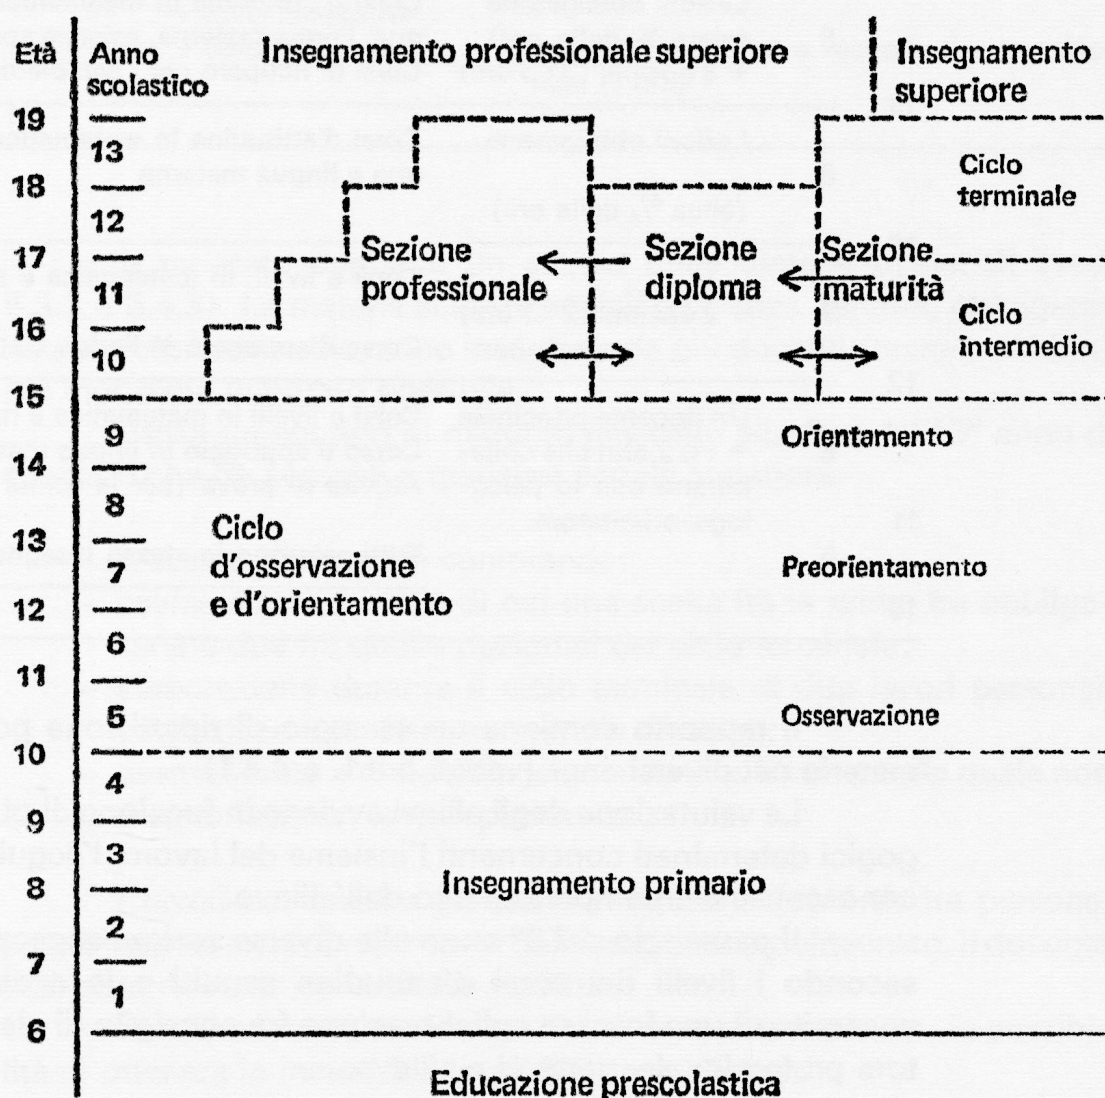 Età
Anno
scolastico
Insegnamento professionale superiore
Insegnamento
superiore
19
13
Ciclo
terminale
18
12
Sezione
professionale
Sezione
diploma
Sezione
maturità
17
11
Ciclo
intermedio
16
10
15
9
Orientamento
14
8
Ciclo
d'osservazione
e d'orientamento
13
7
Preorientamento
12
6
11
5
Osservazione
10
4
9
3
8
Insegnamento primario
2
7
1
6
Educazione prescolastica